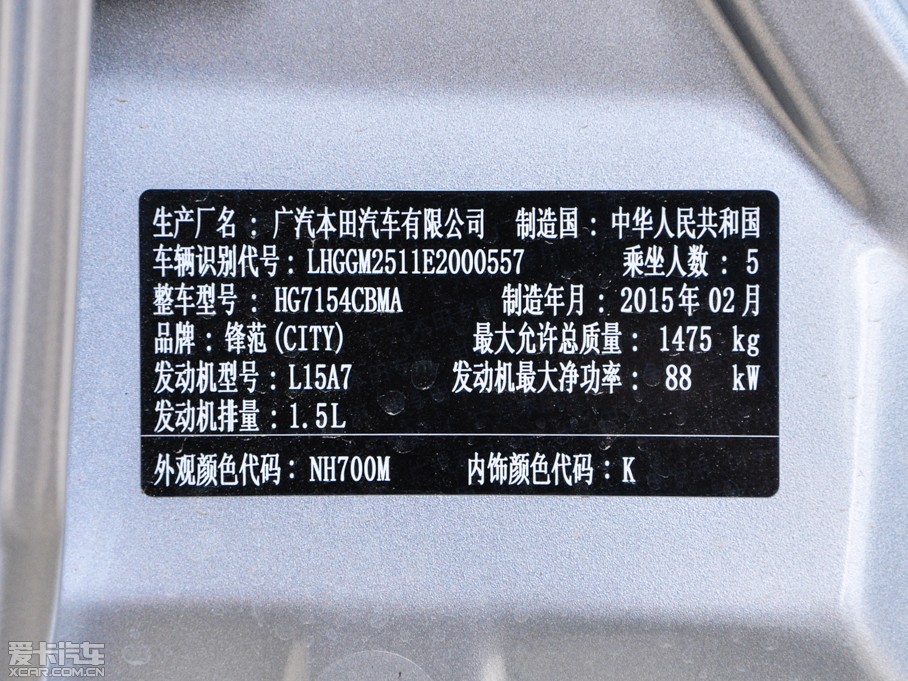 生产厂名：广汽本田汽车有限公司 制造国：中华人民共和国
车辆识别代号：LHGGM2511E2000557 乘坐人数：5
整车型号：HG7154CBMA 制造年月：2015年02月
品牌：锋范(CITY) 最大允许总质量：1475 kg
发动机型号：L15A7 发动机最大净功率：88 kW
发动机排量：1.5L
外观颜色代码：NH700M 内饰颜色代码：K
爱卡汽车
XCAR.COM.CN